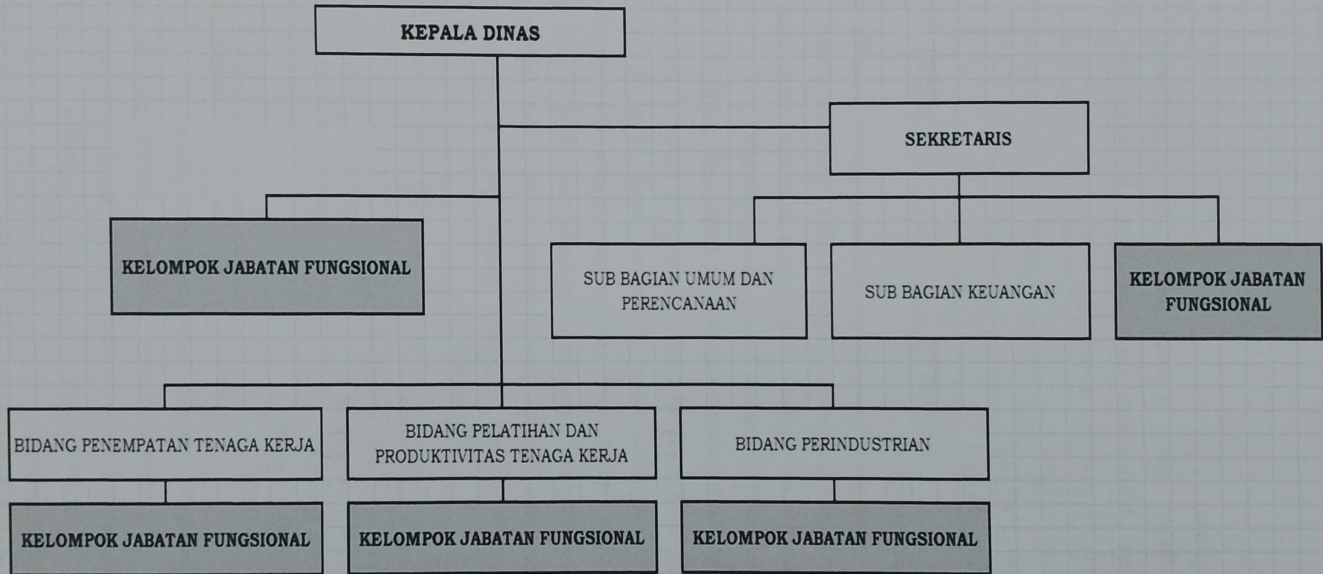 KEPALA DINAS
SEKRETARIS
KELOMPOK JABATAN FUNGSIONAL
SUB BAGIAN UMUM DAN
PERENCANAAN
SUB BAGIAN KEUANGAN
KELOMPOK JABATAN
FUNGSIONAL
BIDANG PENEMPATAN TENAGA KERJA
BIDANG PELATIHAN DAN
PRODUKTIVITAS TENAGA KERJA
BIDANG PERINDUSTRIAN
KELOMPOK JABATAN FUNGSIONAL
KELOMPOK JABATAN FUNGSIONAL
KELOMPOK JABATAN FUNGSIONAL